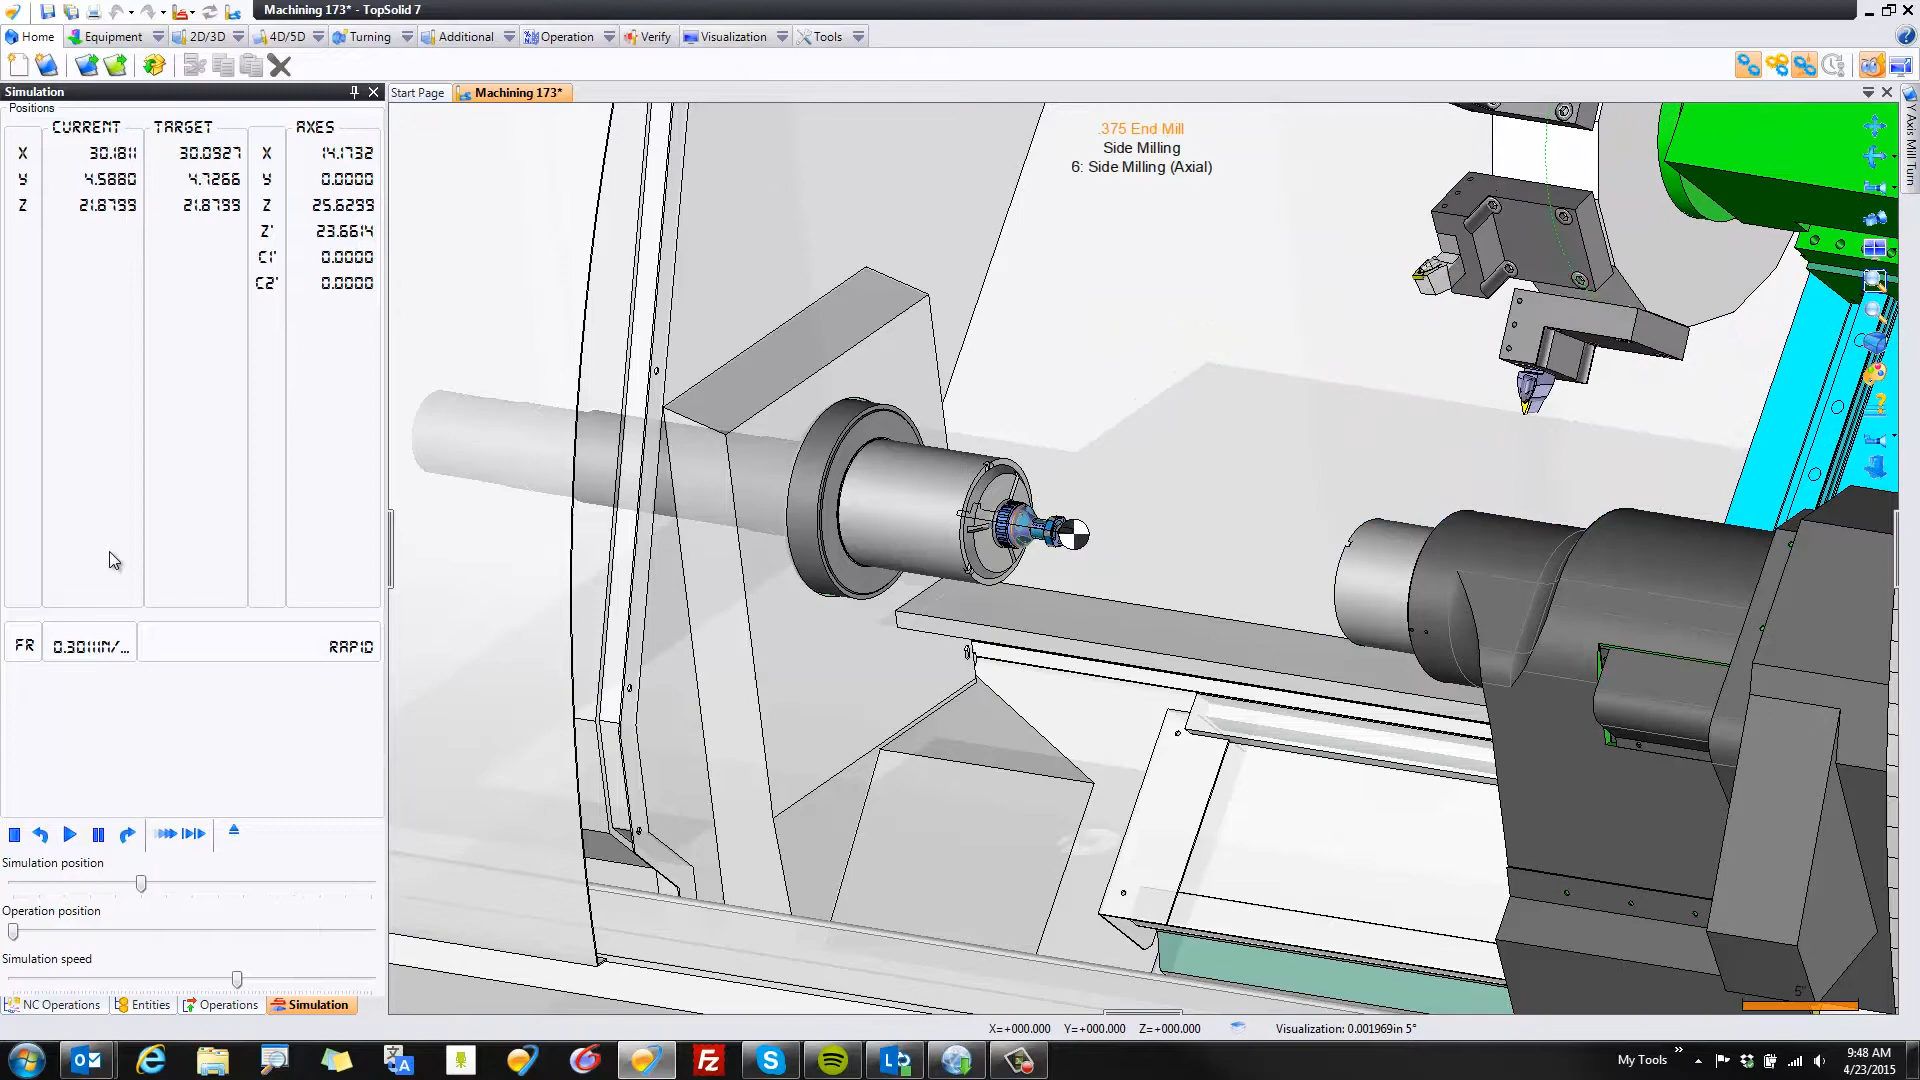 Machining 173* - TopSolid 7
Home Equipment 2D/3D 4D/5D Turning Additional Operation Verify Visualization Tools
Simulation
Start Page Machining 173*
Positions
CURRENT TARGET AXES
X 30.1811 30.0927 X 14.1732
Y 4.5880 4.7266 Y 0.0000
Z 21.8799 21.8799 Z 25.6299
Z' 23.6614
C1' 0.0000
C2' 0.0000
.375 End Mill
Side Milling
6: Side Milling (Axial)
Y Axis Mill Turn
FR RAPID
Simulation position
Operation position
Simulation speed
NC Operations Entities Operations Simulation
5"
X=+000.000 Y=+000.000 Z=+000.000 Visualization: 0.001969in 5°
My Tools
9:48 AM
4/23/2015